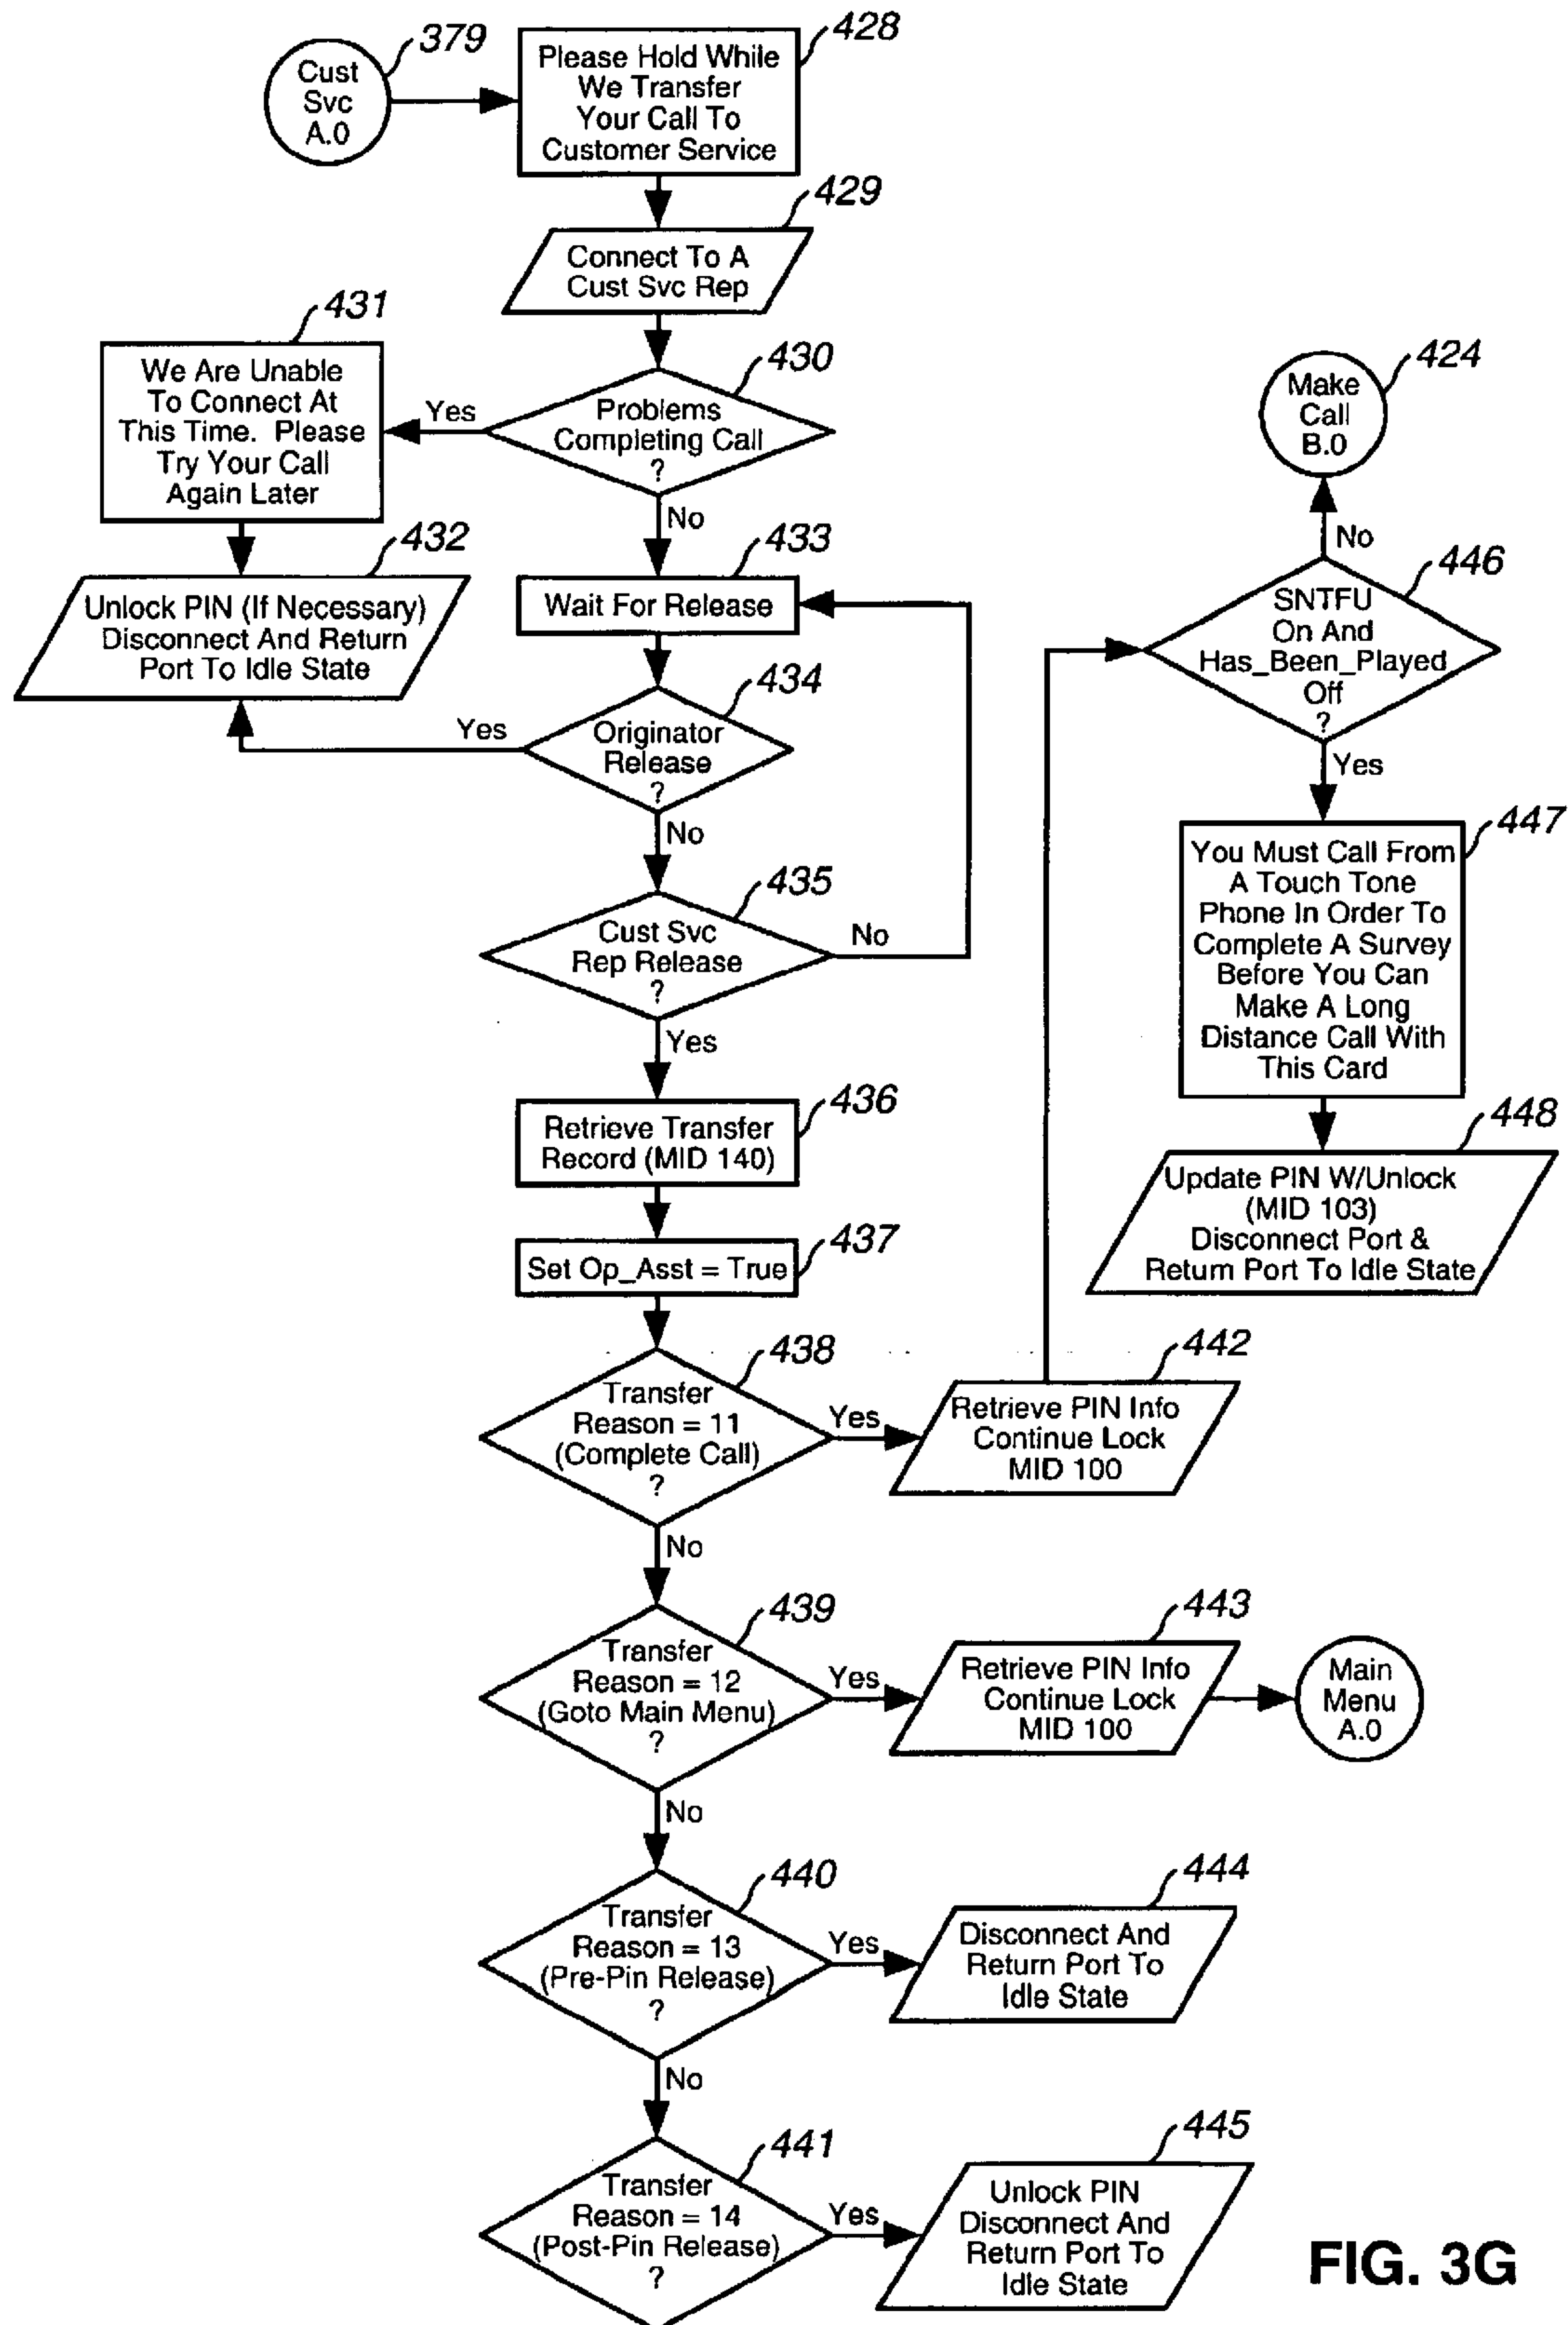 379
Cust
Svc
A.0
428
Please Hold While
We Transfer
Your Call To
Customer Service
429
Connect To A
Cust Svc Rep
430
Problems
Completing Call
?
Yes
No
431
We Are Unable
To Connect At
This Time. Please
Try Your Call
Again Later
432
Unlock PIN (If Necessary)
Disconnect And Return
Port To Idle State
433
Wait For Release
434
Originator
Release
?
Yes
No
435
Cust Svc
Rep Release
?
No
Yes
436
Retrieve Transfer
Record (MID 140)
437
Set Op_Asst = True
438
Transfer
Reason = 11
(Complete Call)
?
Yes
No
442
Retrieve PIN Info
Continue Lock
MID 100
424
Make
Call
B.0
No
446
SNTFU
On And
Has_Been_Played
Off
?
Yes
447
You Must Call From
A Touch Tone
Phone In Order To
Complete A Survey
Before You Can
Make A Long
Distance Call With
This Card
448
Update PIN W/Unlock
(MID 103)
Disconnect Port &
Return Port To Idle State
439
Transfer
Reason = 12
(Goto Main Menu)
?
Yes
No
443
Retrieve PIN Info
Continue Lock
MID 100
Main
Menu
A.0
440
Transfer
Reason = 13
(Pre-Pin Release)
?
Yes
No
444
Disconnect And
Return Port To
Idle State
441
Transfer
Reason = 14
(Post-Pin Release)
?
Yes
445
Unlock PIN
Disconnect And
Return Port To
Idle State
FIG. 3G